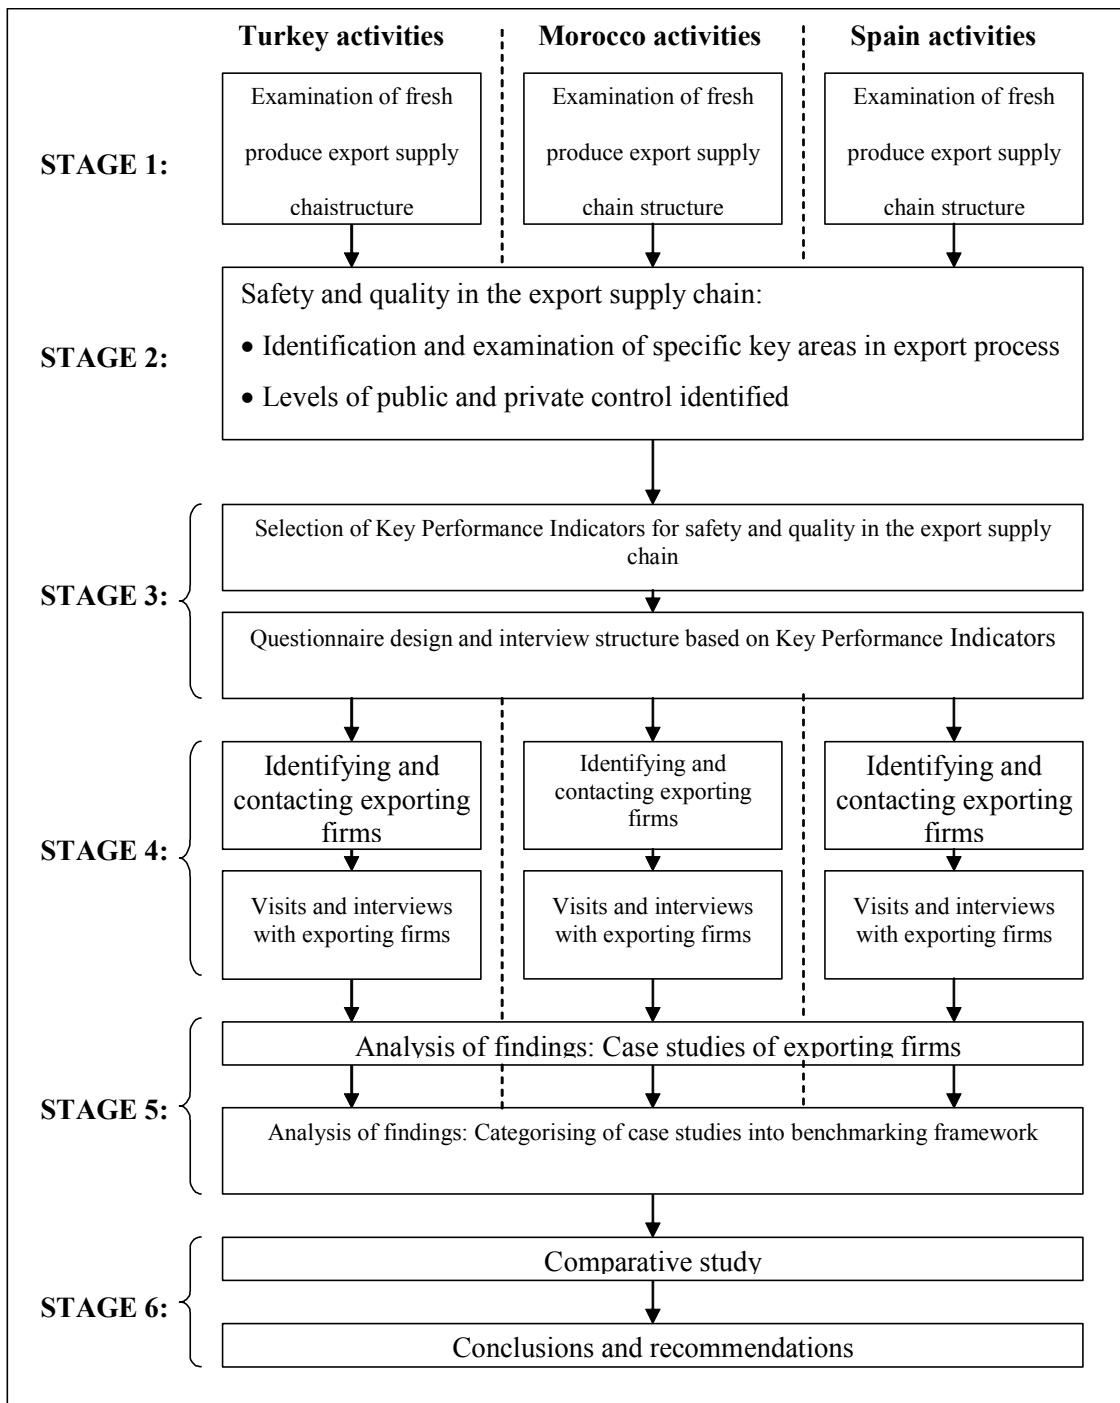 Turkey activities
Morocco activities
Spain activities
STAGE 1:
Examination of fresh
produce export supply
chaistructure
Examination of fresh
produce export supply
chain structure
Examination of fresh
produce export supply
chain structure
STAGE 2:
Safety and quality in the export supply chain:
• Identification and examination of specific key areas in export process
• Levels of public and private control identified
STAGE 3:
Selection of Key Performance Indicators for safety and quality in the export supply
chain
Questionnaire design and interview structure based on Key Performance Indicators
STAGE 4:
Identifying and
contacting exporting
firms
Identifying and
contacting exporting
firms
Identifying and
contacting exporting
firms
Visits and interviews
with exporting firms
Visits and interviews
with exporting firms
Visits and interviews
with exporting firms
STAGE 5:
Analysis of findings: Case studies of exporting firms
Analysis of findings: Categorising of case studies into benchmarking framework
STAGE 6:
Comparative study
Conclusions and recommendations